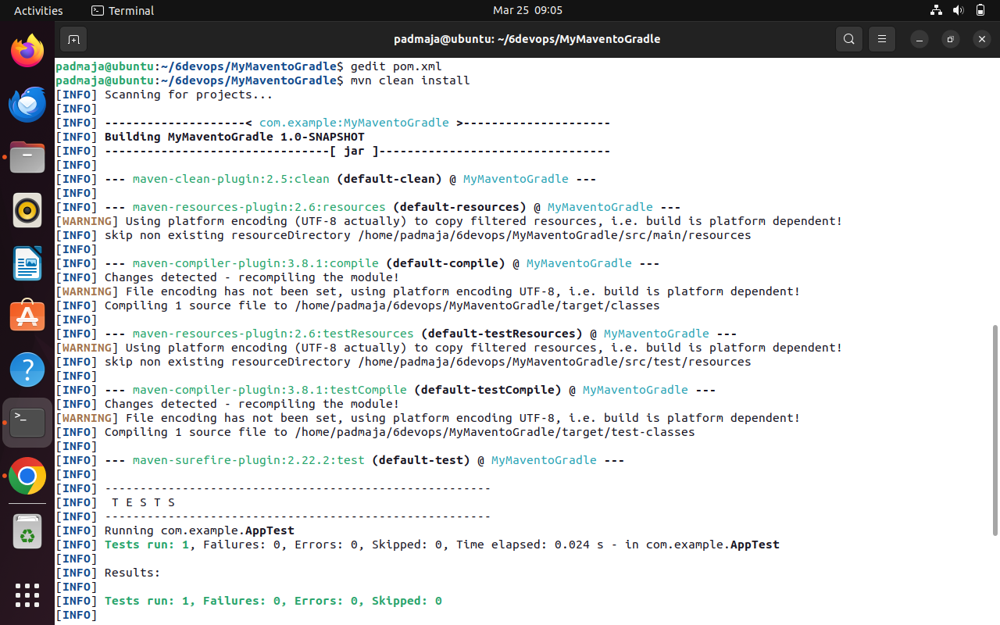 Activities
Terminal
Mar 25 09:05
padmaja@ubuntu: ~/6devops/MyMaventoGradle
padmaja@ubuntu:~/6devops/MyMaventoGradle$ gedit pom.xml
padmaja@ubuntu:~/6devops/MyMaventoGradle$ mvn clean install
[INFO] Scanning for projects...
[INFO]
[INFO] --------------------< com.example:MyMaventoGradle >---------------------
[INFO] Building MyMaventoGradle 1.0-SNAPSHOT
[INFO] --------------------------------[ jar ]---------------------------------
[INFO]
[INFO] --- maven-clean-plugin:2.5:clean (default-clean) @ MyMaventoGradle ---
[INFO]
[INFO] --- maven-resources-plugin:2.6:resources (default-resources) @ MyMaventoGradle ---
[WARNING] Using platform encoding (UTF-8 actually) to copy filtered resources, i.e. build is platform dependent!
[INFO] skip non existing resourceDirectory /home/padmaja/6devops/MyMaventoGradle/src/main/resources
[INFO]
[INFO] --- maven-compiler-plugin:3.8.1:compile (default-compile) @ MyMaventoGradle ---
[INFO] Changes detected - recompiling the module!
[WARNING] File encoding has not been set, using platform encoding UTF-8, i.e. build is platform dependent!
[INFO] Compiling 1 source file to /home/padmaja/6devops/MyMaventoGradle/target/classes
[INFO]
[INFO] --- maven-resources-plugin:2.6:testResources (default-testResources) @ MyMaventoGradle ---
[WARNING] Using platform encoding (UTF-8 actually) to copy filtered resources, i.e. build is platform dependent!
[INFO] skip non existing resourceDirectory /home/padmaja/6devops/MyMaventoGradle/src/test/resources
[INFO]
[INFO] --- maven-compiler-plugin:3.8.1:testCompile (default-testCompile) @ MyMaventoGradle ---
[INFO] Changes detected - recompiling the module!
[WARNING] File encoding has not been set, using platform encoding UTF-8, i.e. build is platform dependent!
[INFO] Compiling 1 source file to /home/padmaja/6devops/MyMaventoGradle/target/test-classes
[INFO]
[INFO] --- maven-surefire-plugin:2.22.2:test (default-test) @ MyMaventoGradle ---
[INFO]
[INFO] -------------------------------------------------------
[INFO]  T E S T S
[INFO] -------------------------------------------------------
[INFO] Running com.example.AppTest
[INFO] Tests run: 1, Failures: 0, Errors: 0, Skipped: 0, Time elapsed: 0.024 s - in com.example.AppTest
[INFO]
[INFO] Results:
[INFO]
[INFO] Tests run: 1, Failures: 0, Errors: 0, Skipped: 0
[INFO]